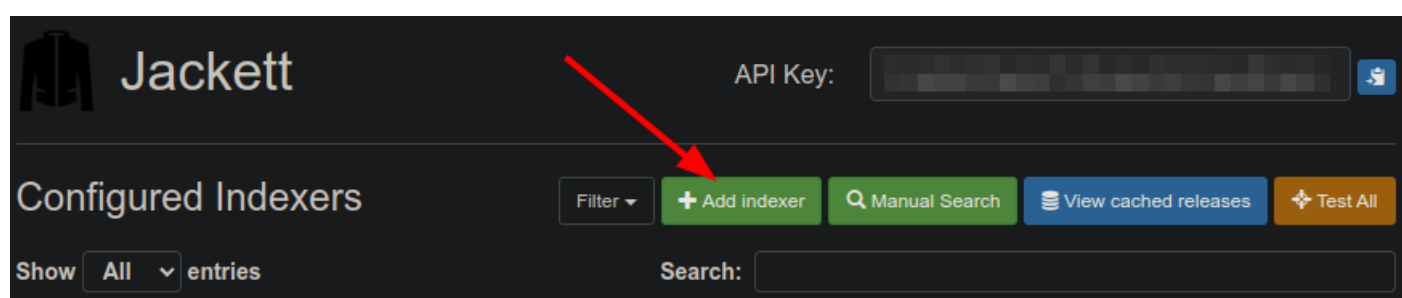 Jackett
API Key:
Configured Indexers
Filter
Add indexer
Manual Search
View cached releases
Test All
Show All entries
Search: